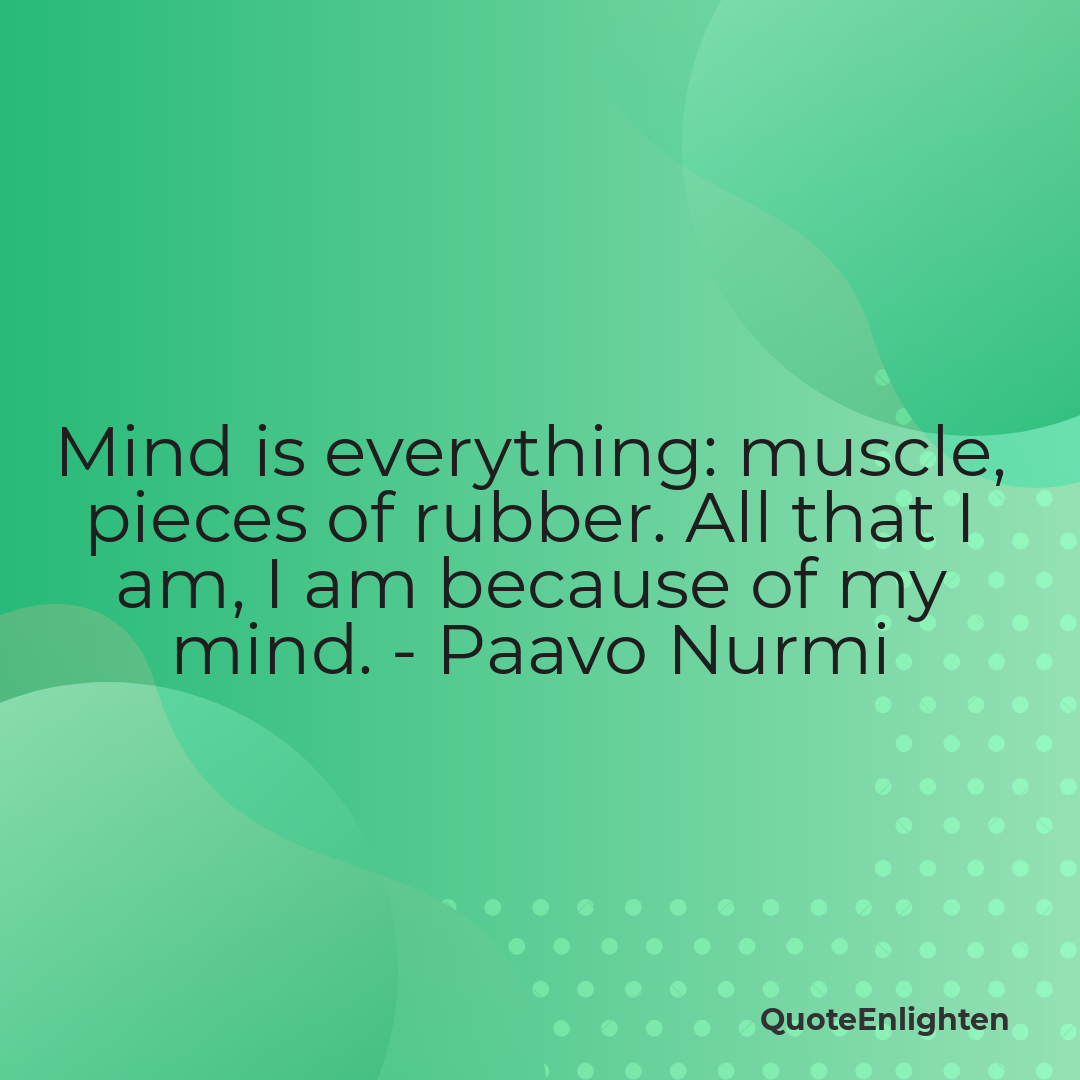 Mind is everything: muscle,
pieces of rubber. All that I
am, I am because of my
mind. - Paavo Nurmi
QuoteEnlighten